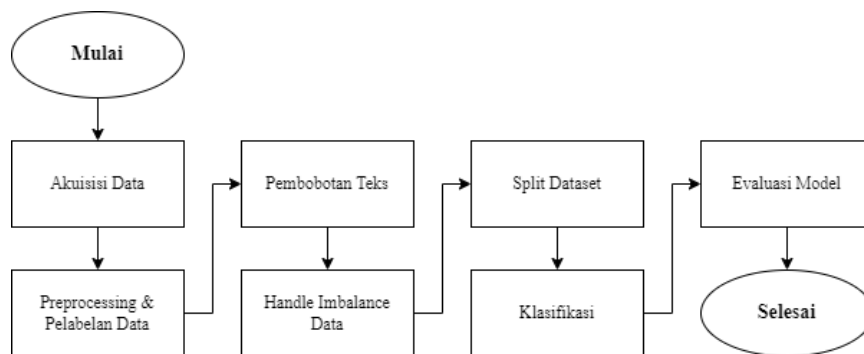 Mulai
Akuisisi Data
Preprocessing &
Pelabelan Data
Pembobotan Teks
Handle Imbalance
Data
Split Dataset
Klasifikasi
Evaluasi Model
Selesai